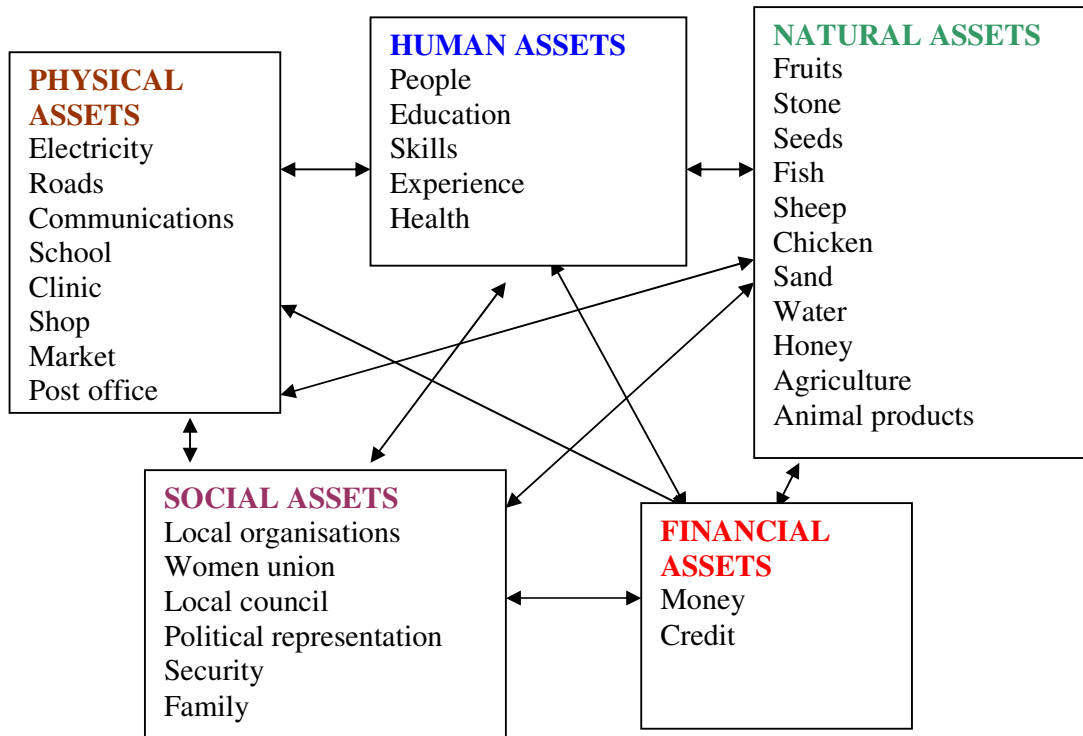 PHYSICAL
ASSETS
Electricity
Roads
Communications
School
Clinic
Shop
Market
Post office
HUMAN ASSETS
People
Education
Skills
Experience
Health
NATURAL ASSETS
Fruits
Stone
Seeds
Fish
Sheep
Chicken
Sand
Water
Honey
Agriculture
Animal products
SOCIAL ASSETS
Local organisations
Women union
Local council
Political representation
Security
Family
FINANCIAL
ASSETS
Money
Credit